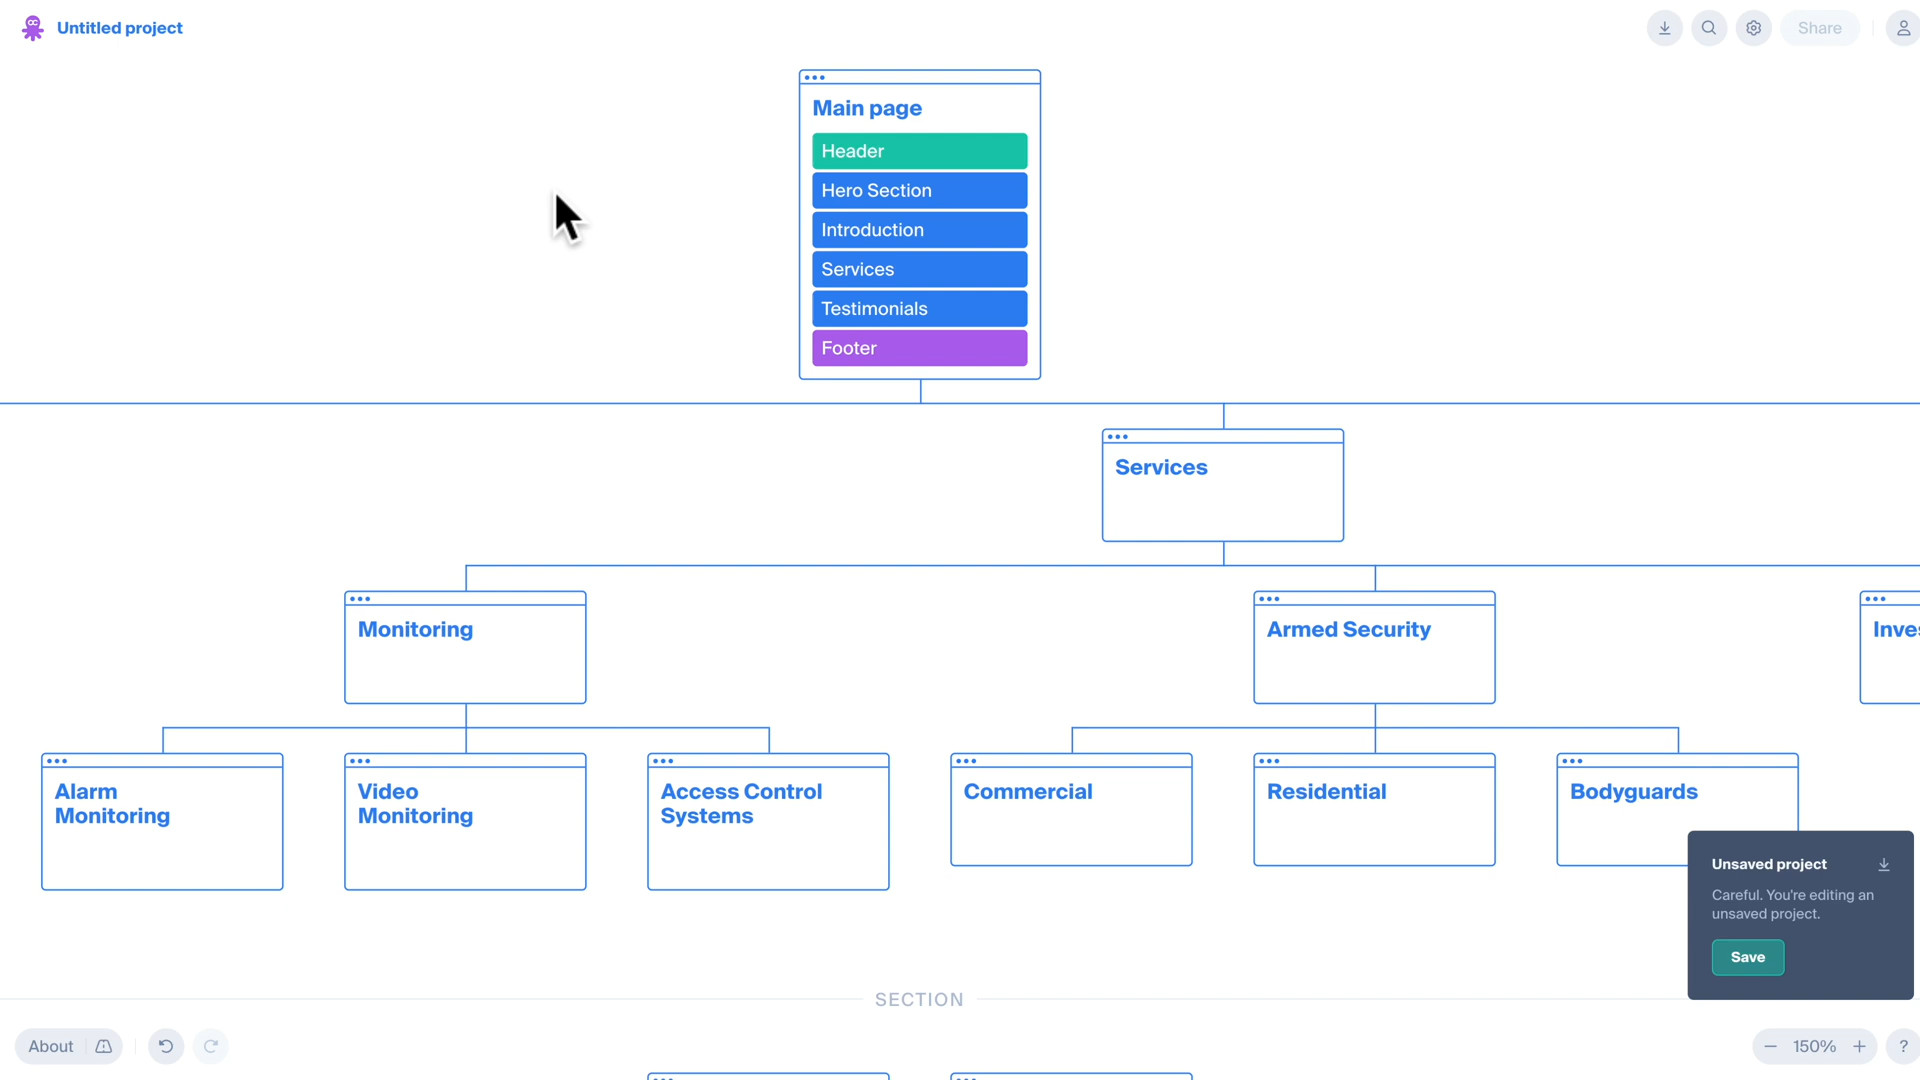 Untitled project
Share
Main page
Header
Hero Section
Introduction
Services
Testimonials
Footer
Services
Monitoring
Armed Security
Inves
Alarm
Monitoring
Video
Monitoring
Access Control
Systems
Commercial
Residential
Bodyguards
Unsaved project
Careful. You're editing an
unsaved project.
Save
SECTION
About
150%
?